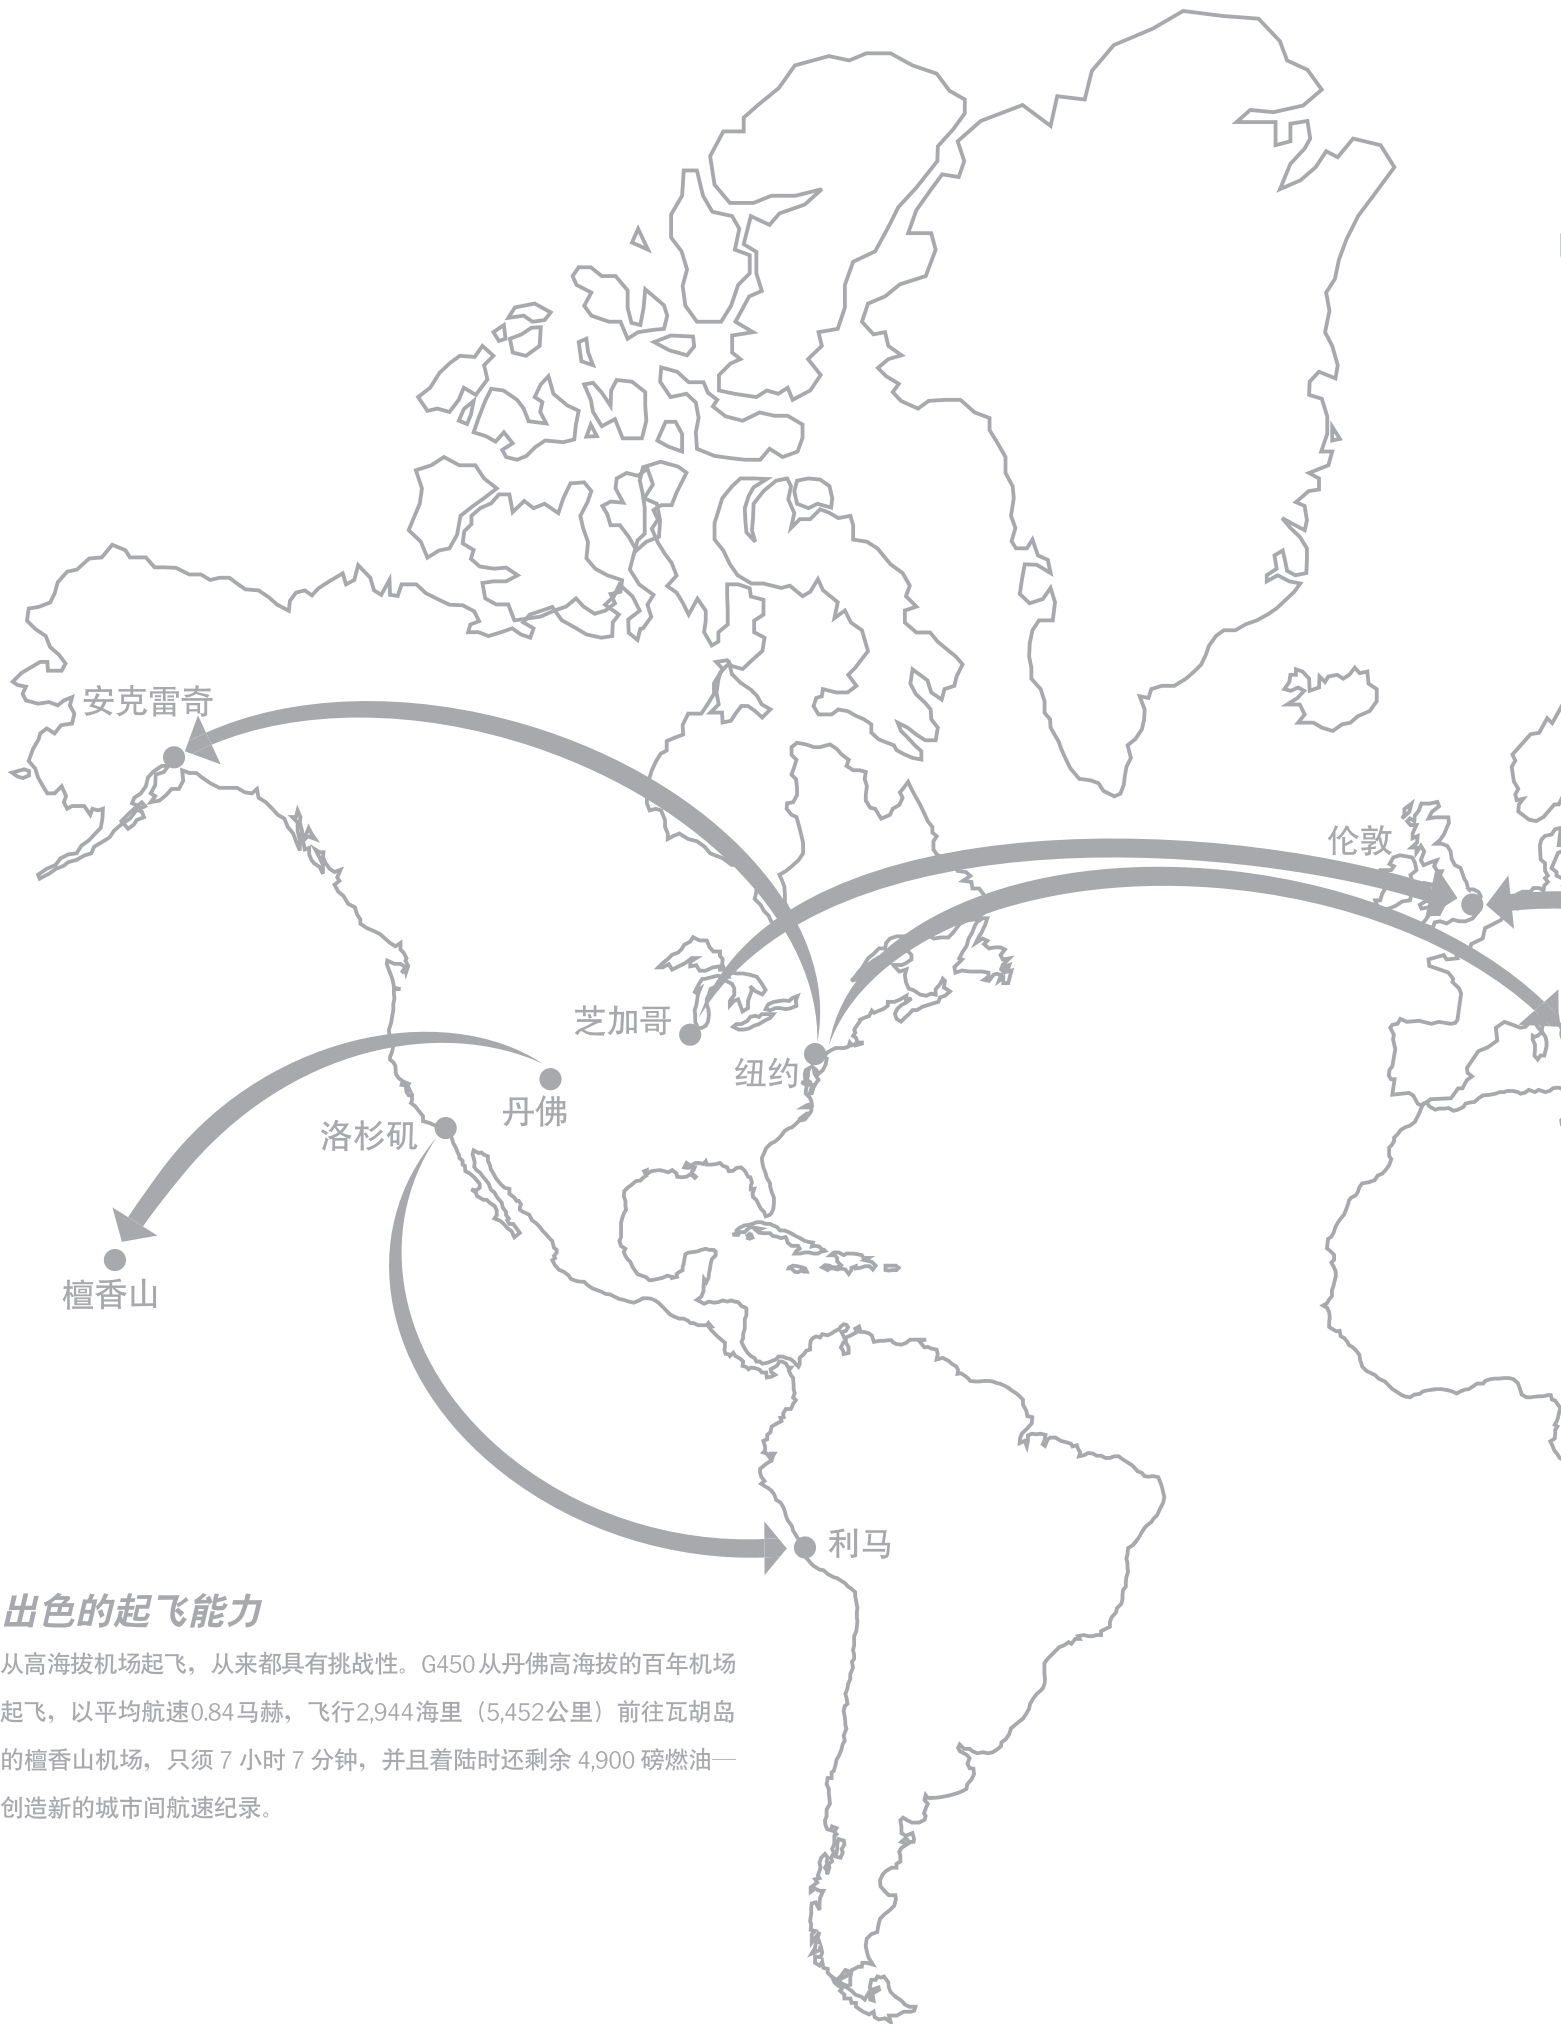 安克雷奇
伦敦
芝加哥
纽约
丹佛
洛杉矶
檀香山
利马
出色的起飞能力
从高海拔机场起飞，从来都具有挑战性。G450从丹佛高海拔的百年机场
起飞，以平均航速0.84马赫，飞行2,944海里（5,452公里）前往瓦胡岛
的檀香山机场，只须 7 小时 7 分钟，并且着陆时还剩余 4,900 磅燃油—
创造新的城市间航速纪录。